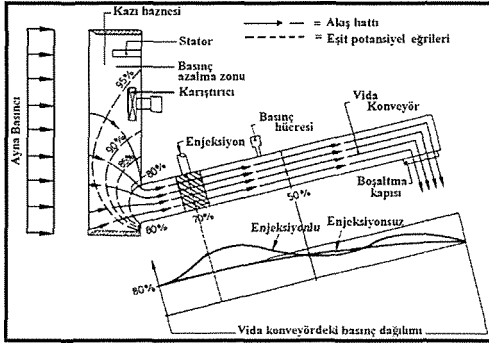 Kazı haznesi
= Akış hattı
= Eşit potansiyel eğrileri
Stator
Basınç
azalma zonu
Karıştırıcı
95%
90%
85%
80%
80%
Ayna Basıncı
Enjeksiyon
Basınç
hücresi
Vida
Konveyör
Boşaltma
kapısı
70%
50%
Enjeksiyonlu
Enjeksiyonsuz
80%
Vida konveyördeki basınç dağılımı